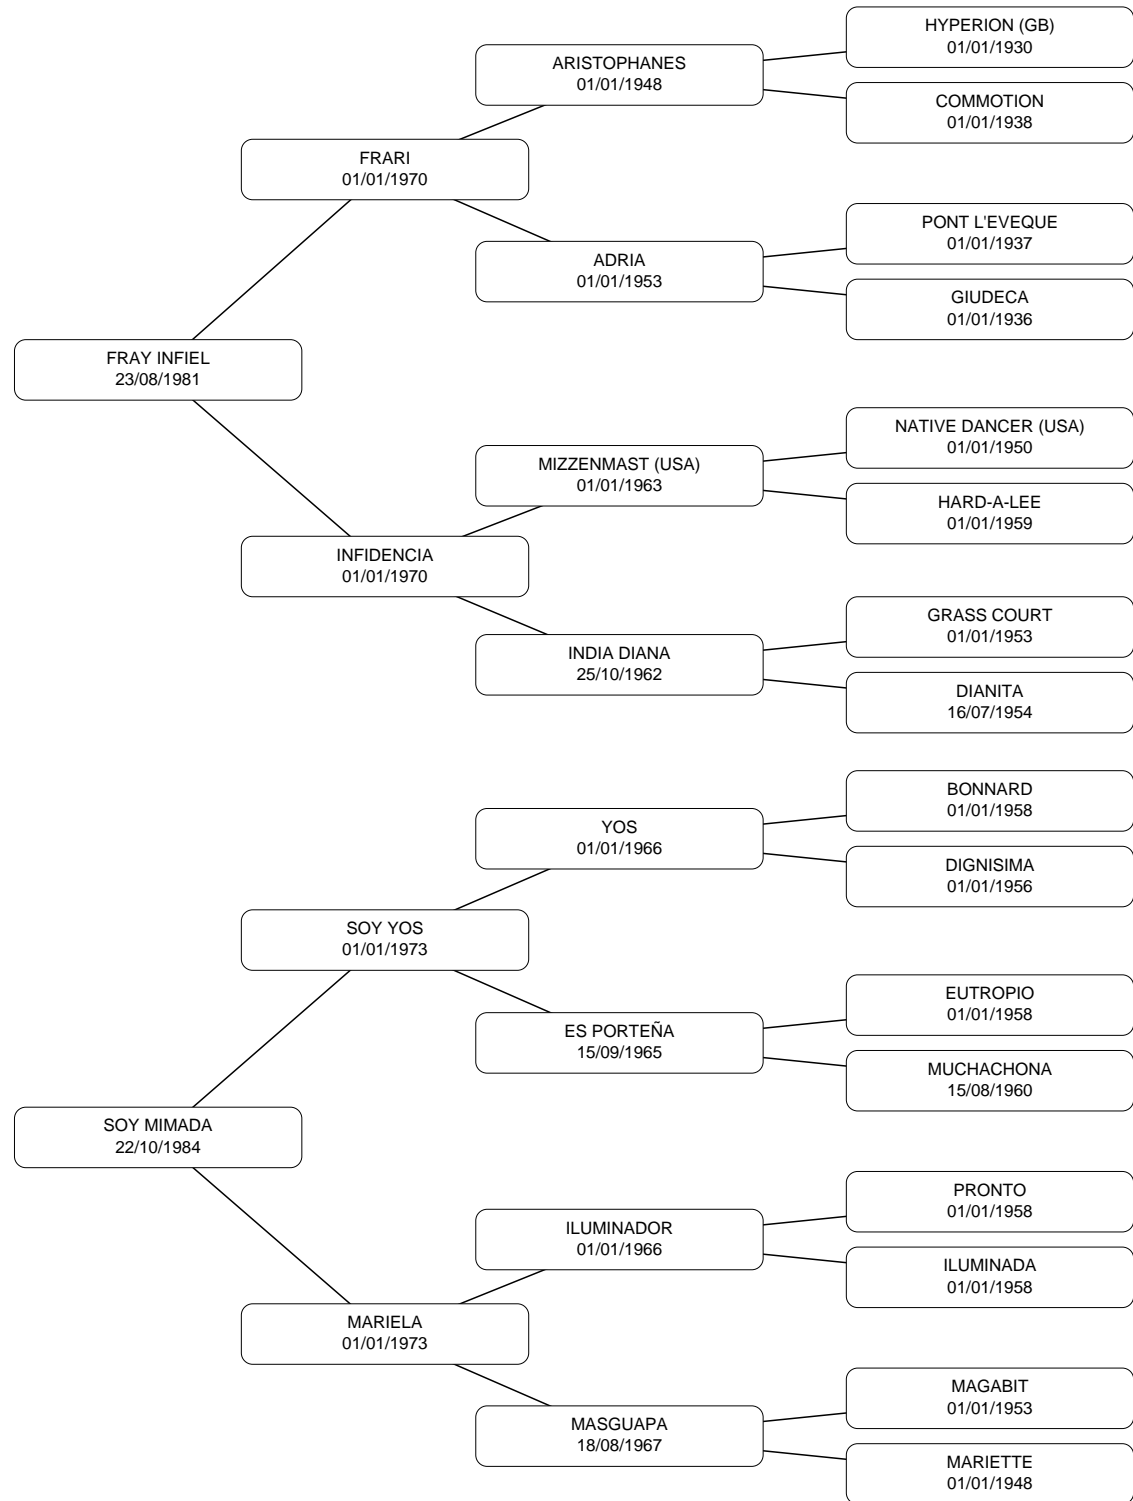 HYPERION (GB)
01/01/1930
ARISTOPHANES
01/01/1948
COMMOTION
01/01/1938
FRARI
01/01/1970
PONT L'EVEQUE
01/01/1937
ADRIA
01/01/1953
GIUDECA
01/01/1936
FRAY INFIEL
23/08/1981
NATIVE DANCER (USA)
01/01/1950
MIZZENMAST (USA)
01/01/1963
HARD-A-LEE
01/01/1959
INFIDENCIA
01/01/1970
GRASS COURT
01/01/1953
INDIA DIANA
25/10/1962
DIANITA
16/07/1954
BONNARD
01/01/1958
YOS
01/01/1966
DIGNISIMA
01/01/1956
SOY YOS
01/01/1973
EUTROPIO
01/01/1958
ES PORTEÑA
15/09/1965
MUCHACHONA
15/08/1960
SOY MIMADA
22/10/1984
PRONTO
01/01/1958
ILUMINADOR
01/01/1966
ILUMINADA
01/01/1958
MARIELA
01/01/1973
MAGABIT
01/01/1953
MASGUAPA
18/08/1967
MARIETTE
01/01/1948